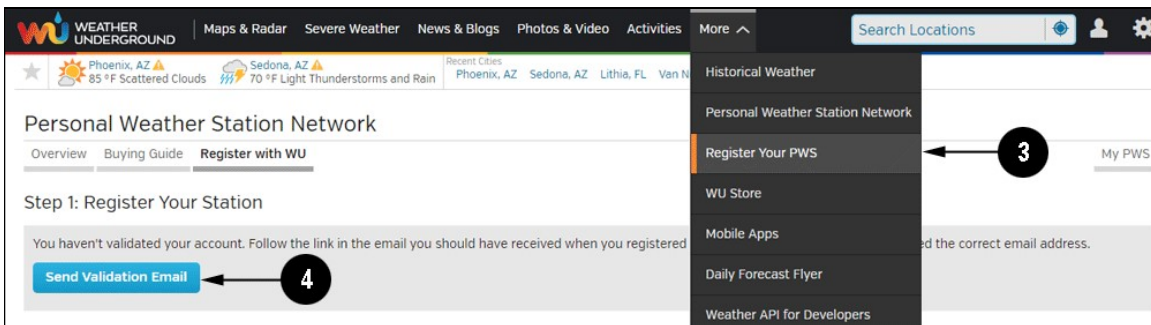 WEATHER UNDERGROUND
Maps & Radar Severe Weather News & Blogs Photos & Video Activities More Search Locations
Phoenix, AZ
85 °F Scattered Clouds
Sedona, AZ
70 °F Light Thunderstorms and Rain
Recent Cities
Phoenix, AZ Sedona, AZ Lithia, FL Van
Historical Weather
Personal Weather Station Network
Register Your PWS
WU Store
Mobile Apps
Daily Forecast Flyer
Weather API for Developers
3
Personal Weather Station Network
Overview Buying Guide Register with WU My PWS
Step 1: Register Your Station
You haven't validated your account. Follow the link in the email you should have received when you registered
the correct email address.
Send Validation Email
4